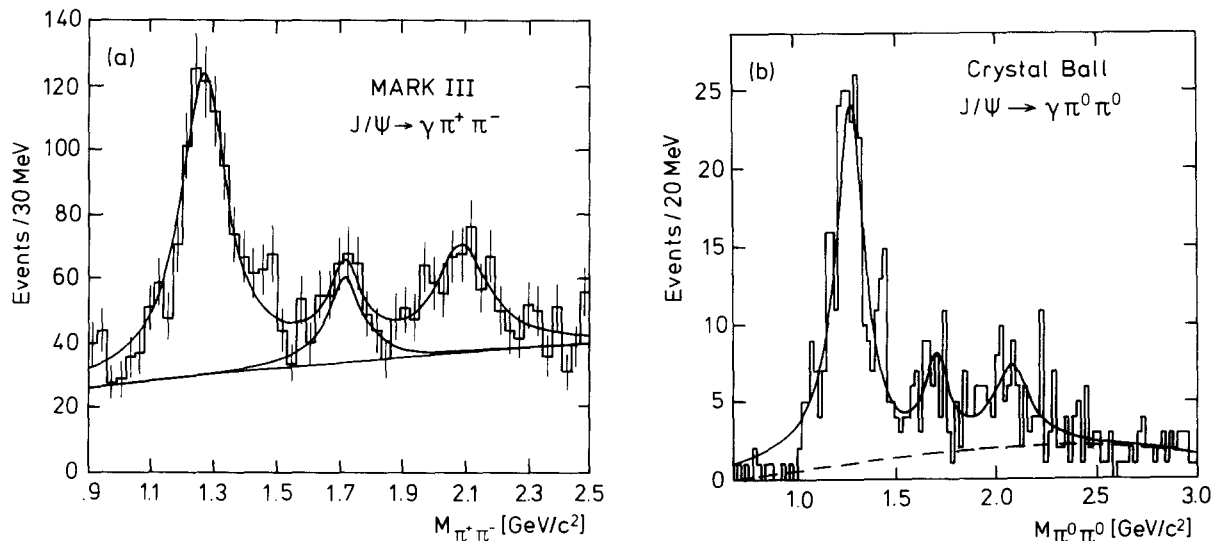 (a)
MARK III
J/Ψ → γ π⁺ π⁻
Events / 30 MeV
140
120
100
80
60
40
20
0
.9 1.1 1.3 1.5 1.7 1.9 2.1 2.3 2.5
M π⁺π⁻ [GeV/c²]
(b)
Crystal Ball
J/Ψ → γ π⁰ π⁰
Events / 20 MeV
25
20
15
10
5
0
1.0 1.5 2.0 2.5 3.0
M π⁰π⁰ [GeV/c²]